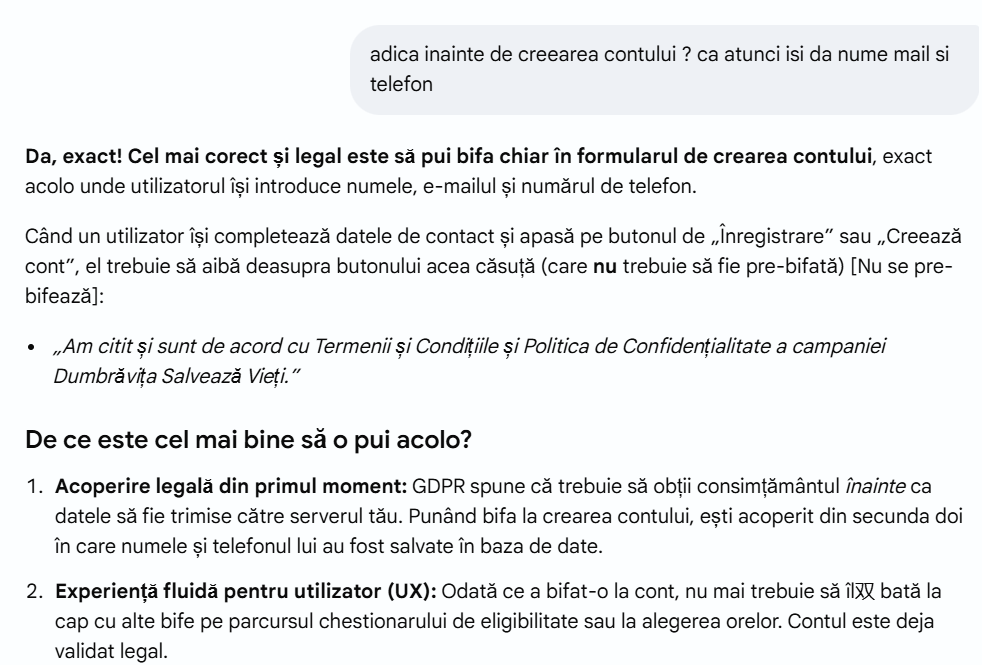 adica inainte de creearea contului ? ca atunci isi da nume mail si
telefon
Da, exact! Cel mai corect și legal este să pui bifa chiar în formularul de crearea contului, exact
acolo unde utilizatorul își introduce numele, e-mailul și numărul de telefon.
Când un utilizator își completează datele de contact și apasă pe butonul de „Înregistrare” sau „Creează
cont”, el trebuie să aibă deasupra butonului acea căsuță (care nu trebuie să fie pre-bifată) [Nu se pre-
bifează]:
• „Am citit și sunt de acord cu Termenii și Condițiile și Politica de Confidențialitate a campaniei
Dumbrăvița Salvează Vieți.”
De ce este cel mai bine să o pui acolo?
1. Acoperire legală din primul moment: GDPR spune că trebuie să obții consimțământul înainte ca
datele să fie trimise către serverul tău. Punând bifa la crearea contului, ești acoperit din secunda doi
în care numele și telefonul lui au fost salvate în baza de date.
2. Experiență fluidă pentru utilizator (UX): Odată ce a bifat-o la cont, nu mai trebuie să îl双 bată la
cap cu alte bife pe parcursul chestionarului de eligibilitate sau la alegerea orelor. Contul este deja
validat legal.